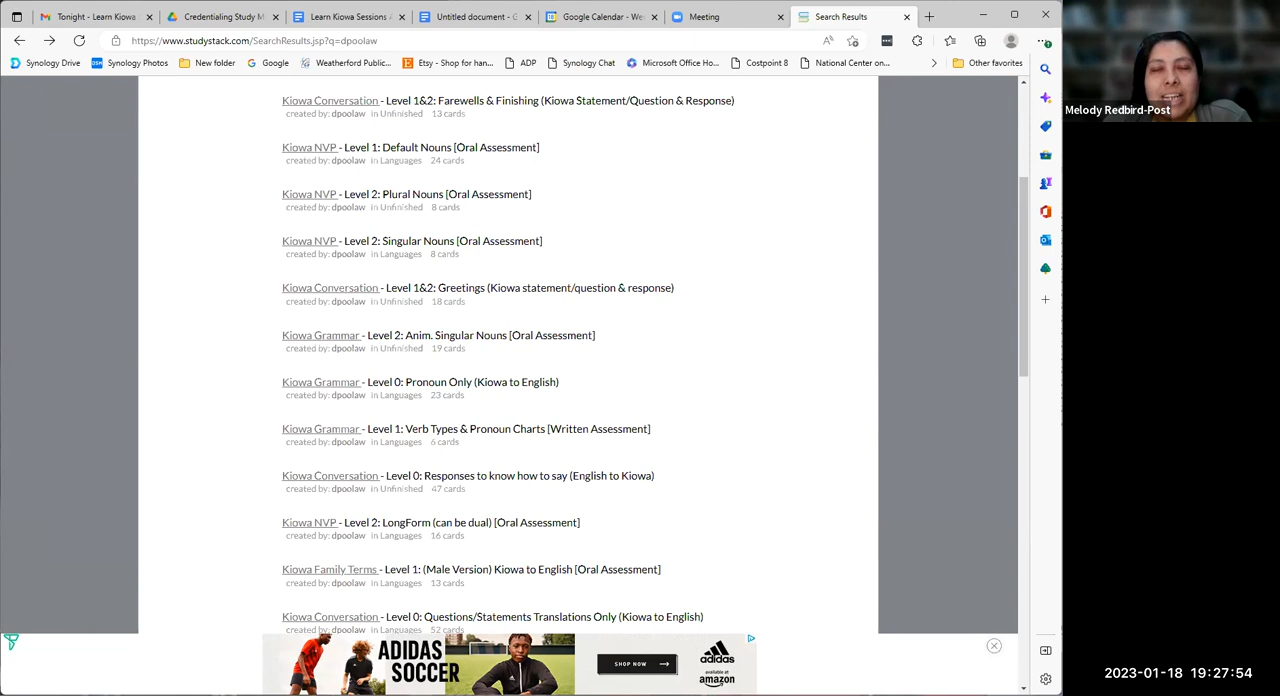 Tonight - Learn Kiowa
Credentialing Study M
Learn Kiowa Sessions
Untitled document - G
Google Calendar - We
Meeting
Search Results
https://www.studystack.com/SearchResults.jsp?q=dpoolaw
Synology Drive
Synology Photos
New folder
Google
Weatherford Public...
Etsy - Shop for han...
ADP
Synology Chat
Microsoft Office Ho...
Costpoint 8
National Center on...
Other favorites
Kiowa Conversation - Level 1&2: Farewells & Finishing (Kiowa Statement/Question & Response)
created by: dpoolaw in Unfinished 13 cards
Kiowa NVP - Level 1: Default Nouns [Oral Assessment]
created by: dpoolaw in Languages 24 cards
Kiowa NVP - Level 2: Plural Nouns [Oral Assessment]
created by: dpoolaw in Unfinished 8 cards
Kiowa NVP - Level 2: Singular Nouns [Oral Assessment]
created by: dpoolaw in Languages 8 cards
Kiowa Conversation - Level 1&2: Greetings (Kiowa statement/question & response)
created by: dpoolaw in Unfinished 18 cards
Kiowa Grammar - Level 2: Anim. Singular Nouns [Oral Assessment]
created by: dpoolaw in Unfinished 19 cards
Kiowa Grammar - Level 0: Pronoun Only (Kiowa to English)
created by: dpoolaw in Languages 23 cards
Kiowa Grammar - Level 1: Verb Types & Pronoun Charts [Written Assessment]
created by: dpoolaw in Languages 6 cards
Kiowa Conversation - Level 0: Responses to know how to say (English to Kiowa)
created by: dpoolaw in Unfinished 47 cards
Kiowa NVP - Level 2: LongForm (can be dual) [Oral Assessment]
created by: dpoolaw in Languages 16 cards
Kiowa Family Terms - Level 1: (Male Version) Kiowa to English [Oral Assessment]
created by: dpoolaw in Languages 13 cards
Kiowa Conversation - Level 0: Questions/Statements Translations Only (Kiowa to English)
created by: dpoolaw in Languages 52 cards
ADIDAS
SOCCER
SHOP NOW
adidas
available at
amazon
Melody Redbird-Post
2023-01-18 19:27:54